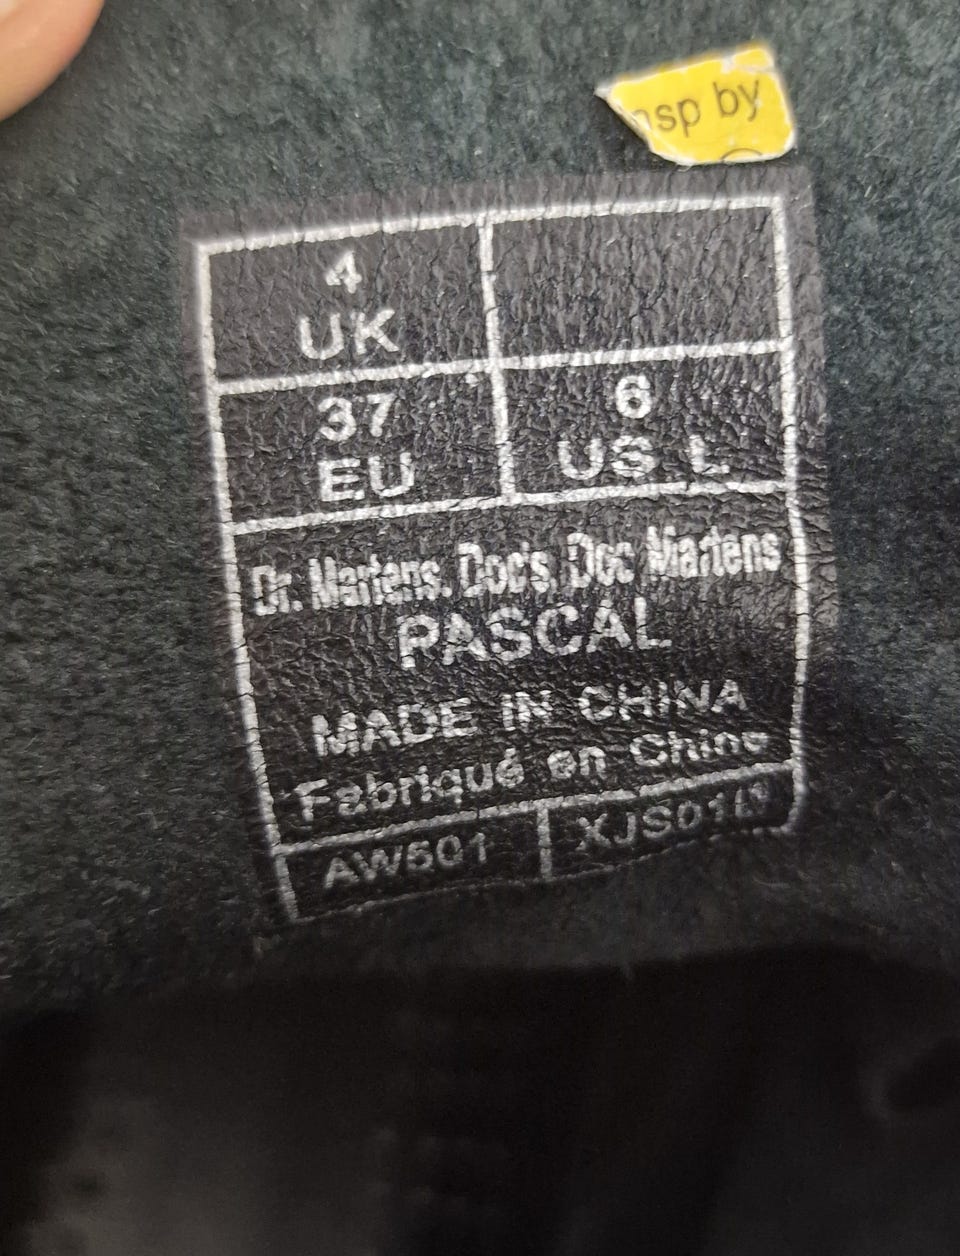 nsp by
4
UK
37
EU
6
US L
Dr. Martens. Doc's, Doc Martens
PASCAL
MADE IN CHINA
Fabriqué en Chine
AW501